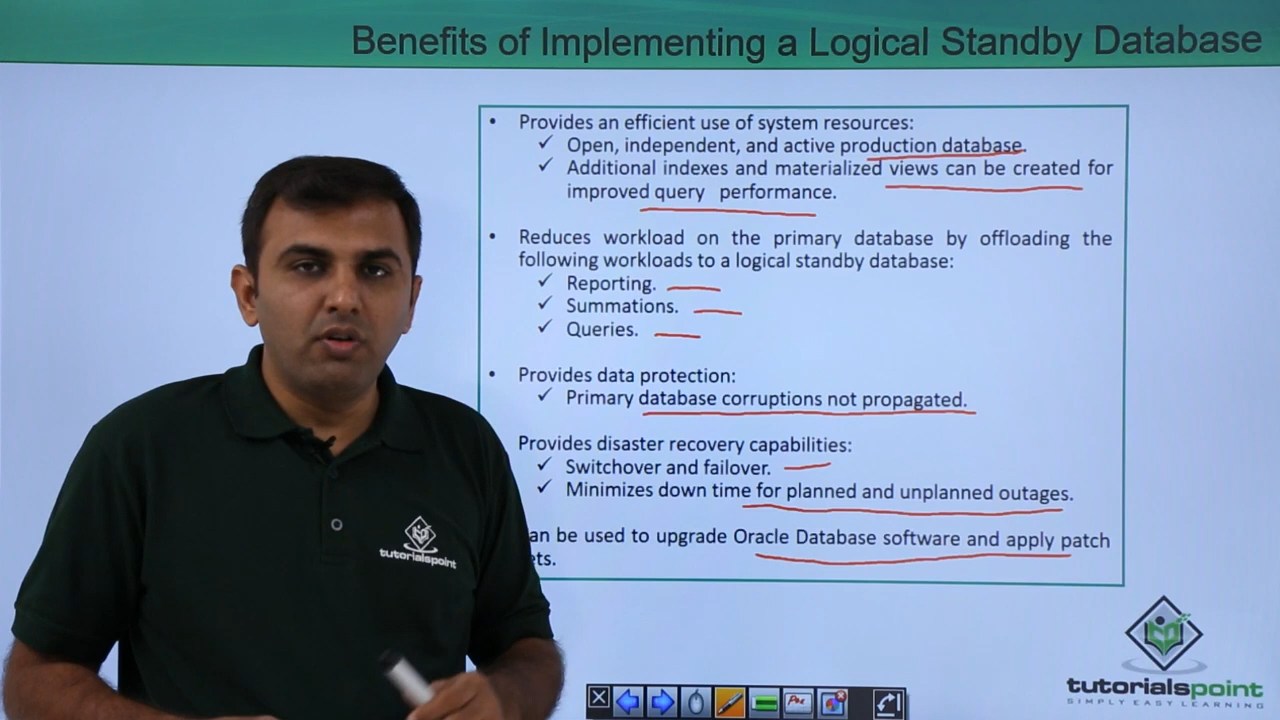 Benefits of Implementing a Logical Standby Database
• Provides an efficient use of system resources:
✓ Open, independent, and active production database.
✓ Additional indexes and materialized views can be created for
improved query performance.
• Reduces workload on the primary database by offloading the
following workloads to a logical standby database:
✓ Reporting.
✓ Summations.
✓ Queries.
• Provides data protection:
✓ Primary database corruptions not propagated.
Provides disaster recovery capabilities:
✓ Switchover and failover.
✓ Minimizes down time for planned and unplanned outages.
an be used to upgrade Oracle Database software and apply patch
ts.
tutorialspoint
tutorialspoint
SIMPLY EASY LEARNING